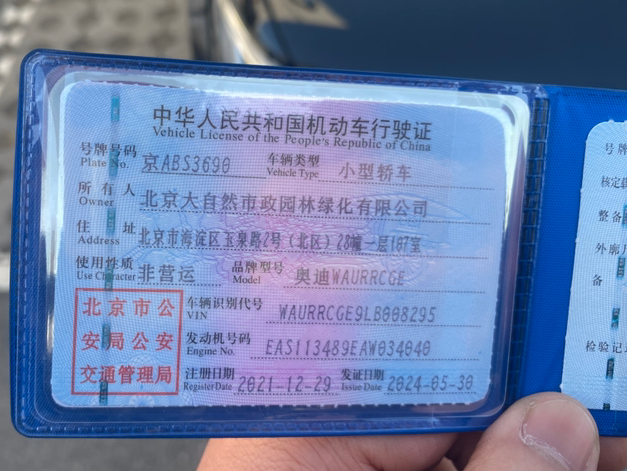 中华人民共和国机动车行驶证
Vehicle License of the People's Republic of China
号牌号码 京ABS3690 车辆类型 小型轿车
Plate No. Vehicle Type
所有人 北京大自然市政园林绿化有限公司
Owner
住址 北京市海淀区玉泉路2号（北区）28幢一层187室
Address
使用性质 非营运 品牌型号 奥迪WAURRCGE
Use Character Model
北京市公安局公安交通管理局
车辆识别代号 WAURRCGE9LB008295
VIN
发动机号码 EAS113489EAW034040
Engine No.
注册日期 2021-12-29 发证日期 2024-05-30
Register Date Issue Date
号牌
核定载
整备
外廓尺
备
检验记